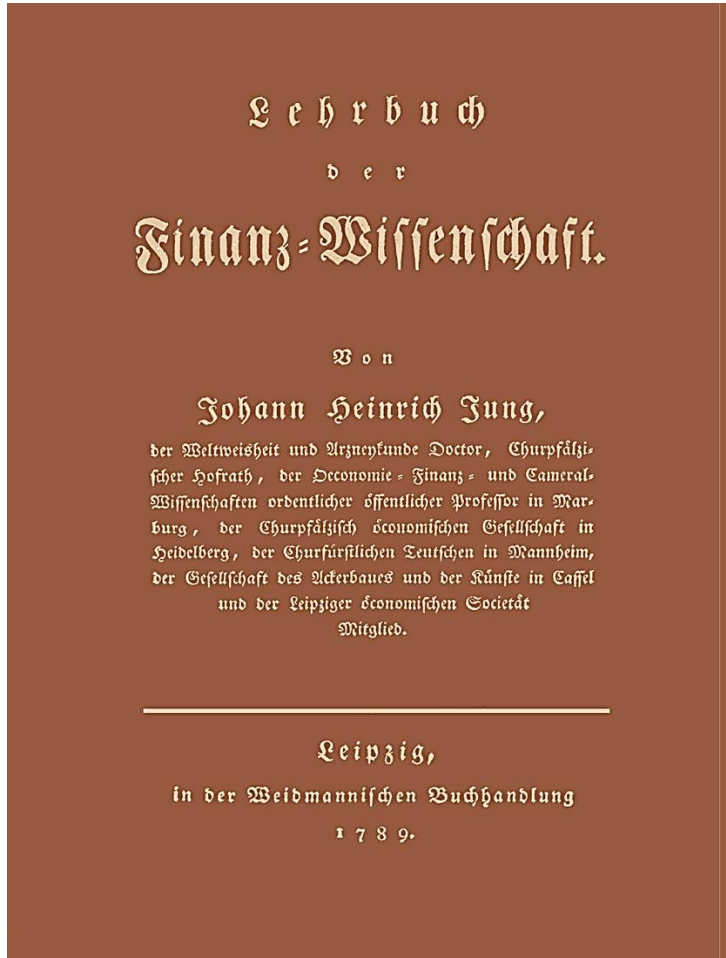 Lehrbuch
der
Finanz-Wissenschaft.
Von
Johann Heinrich Jung,
der Weltweisheit und Arzneykunde Doctor, Churpfälzi-
scher Hofrath, der Oeconomie-Finanz- und Cameral-
Wissenschaften ordentlicher öffentlicher Professor in Mar-
burg, der Churpfälzisch öconomischen Gesellschaft in
Heidelberg, der Churfürstlichen Teutschen in Mannheim,
der Gesellschaft des Ackerbaues und der Künste in Cassel
und der Leipziger öconomischen Societät
Mitglied.
Leipzig,
in der Weidmannischen Buchhandlung
1789.